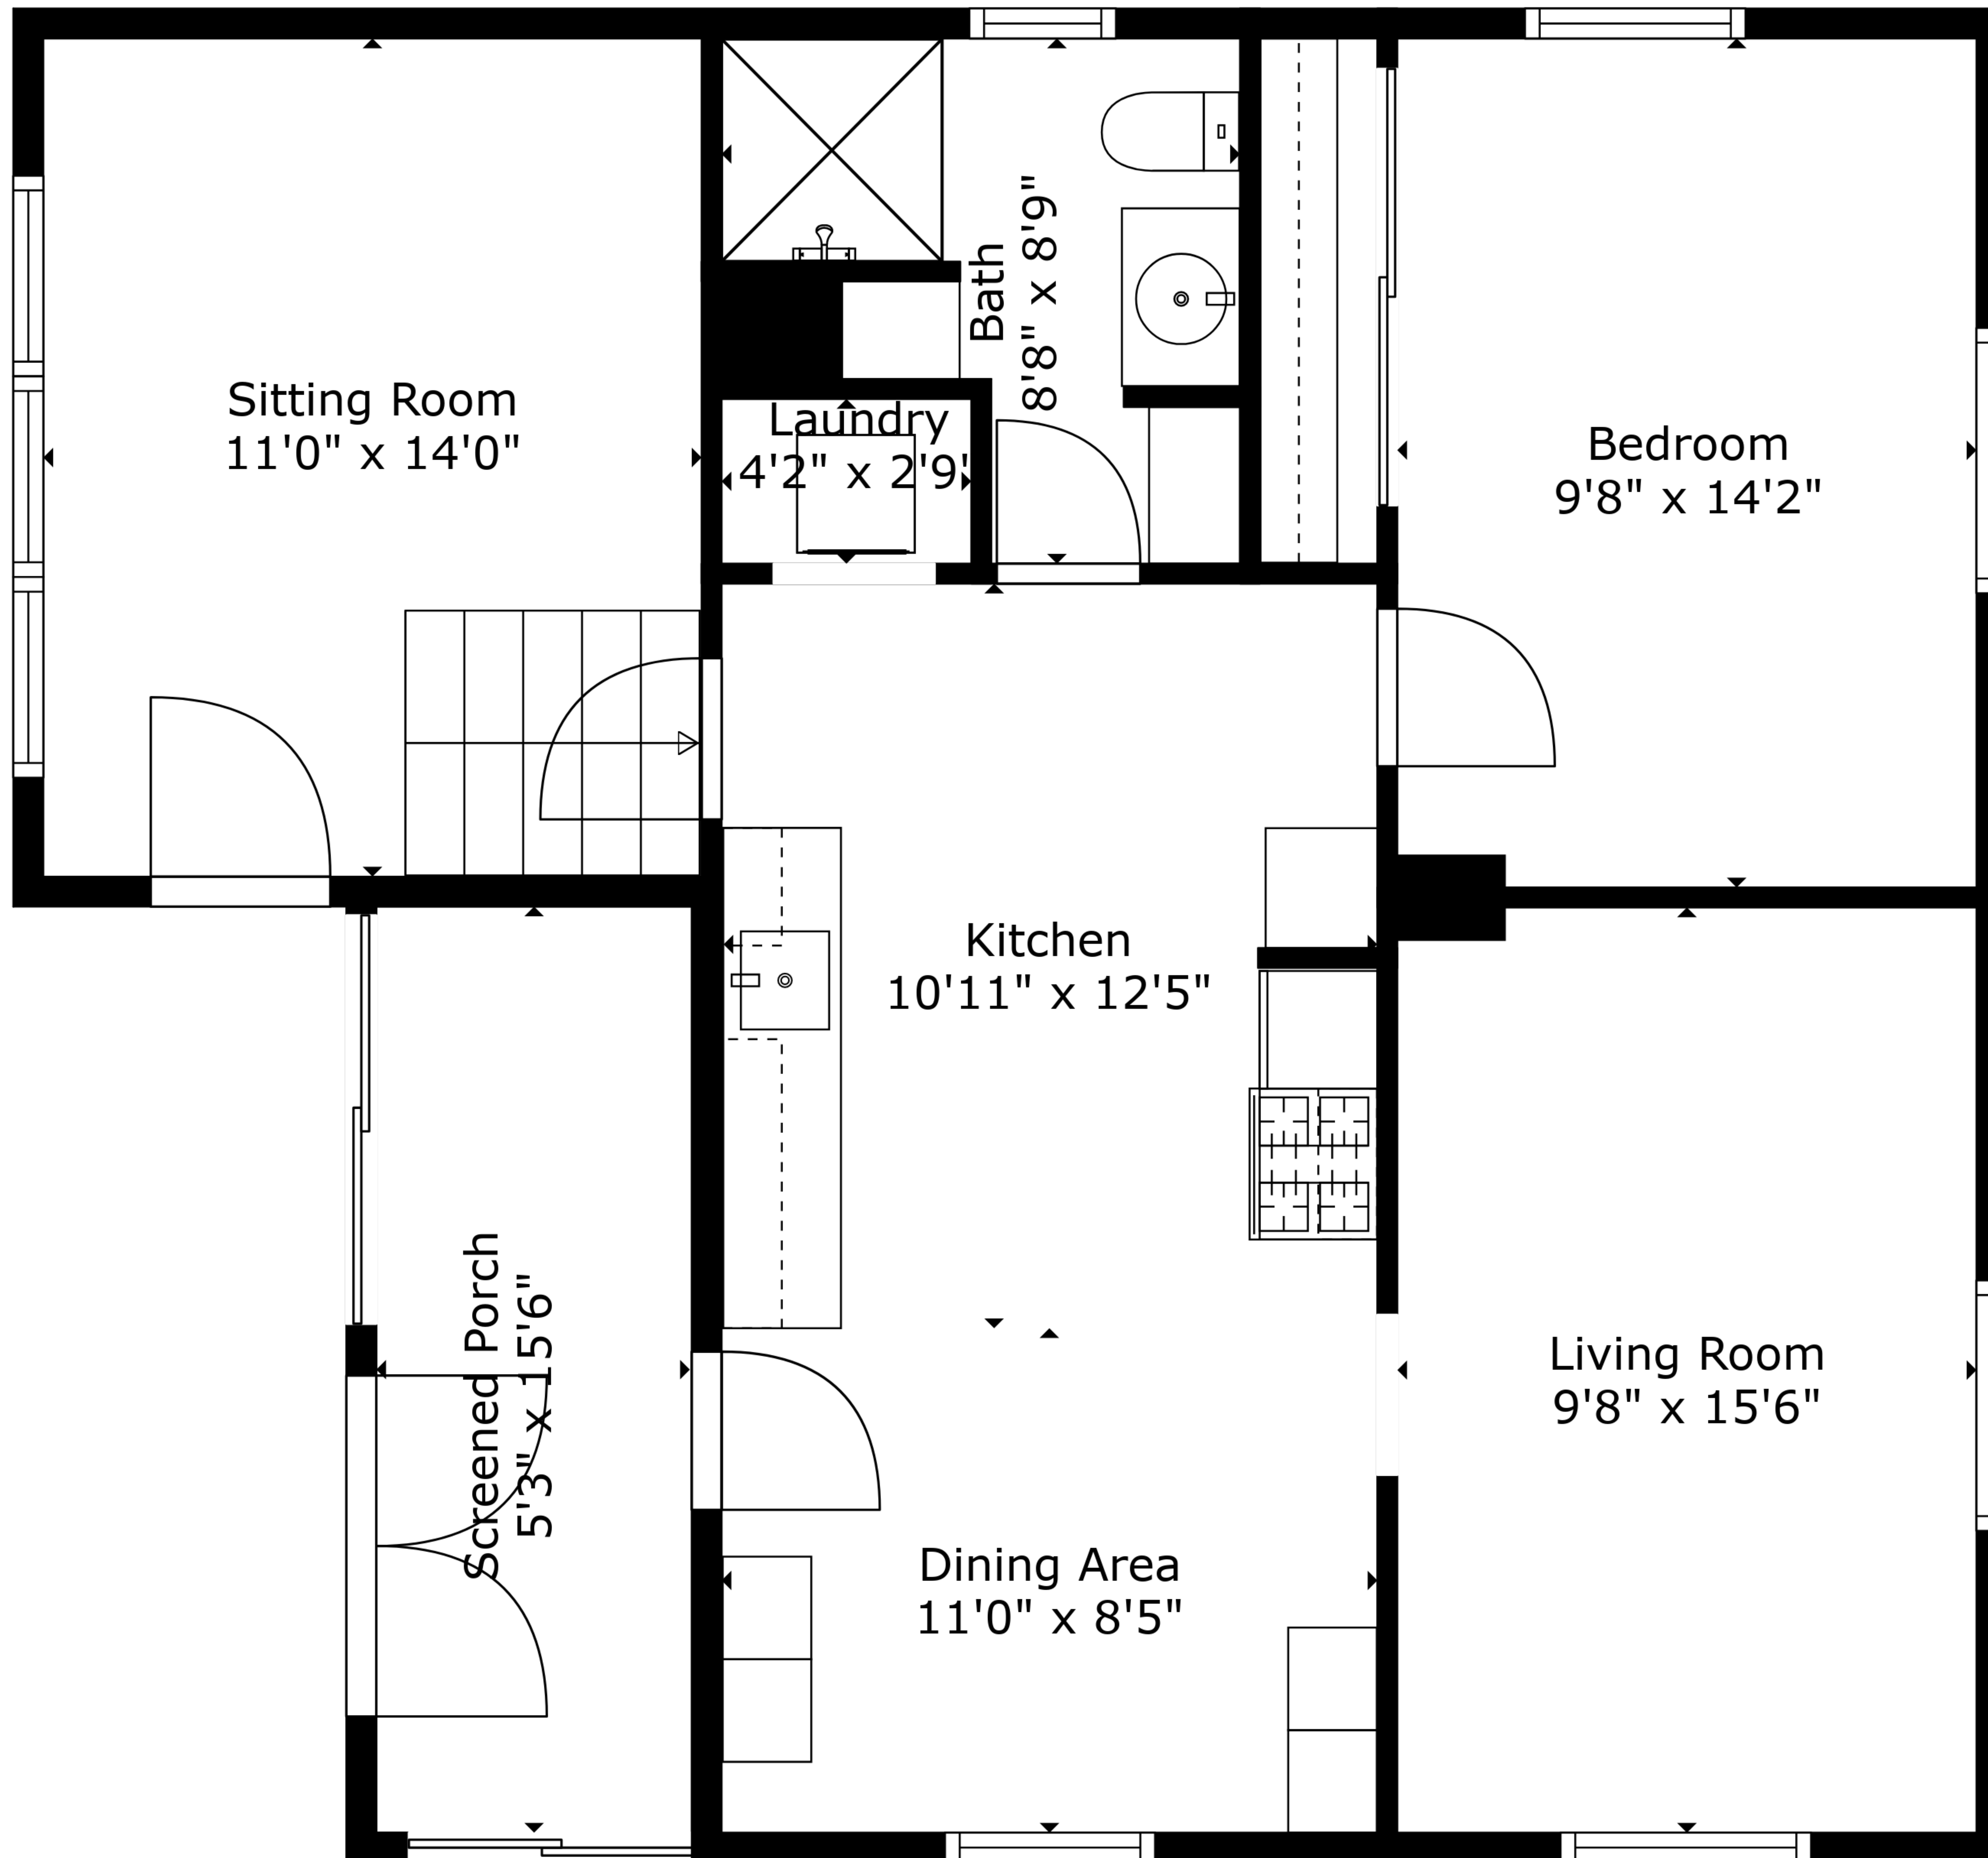 Sitting Room
11'0" x 14'0"
Bath
8'8" x 8'9"
Laundry
4'2" x 2'9'
Bedroom
9'8" x 14'2"
Kitchen
10'11" x 12'5"
Screened Porch
5'3" x 15'6"
Living Room
9'8" x 15'6"
Dining Area
11'0" x 8'5"